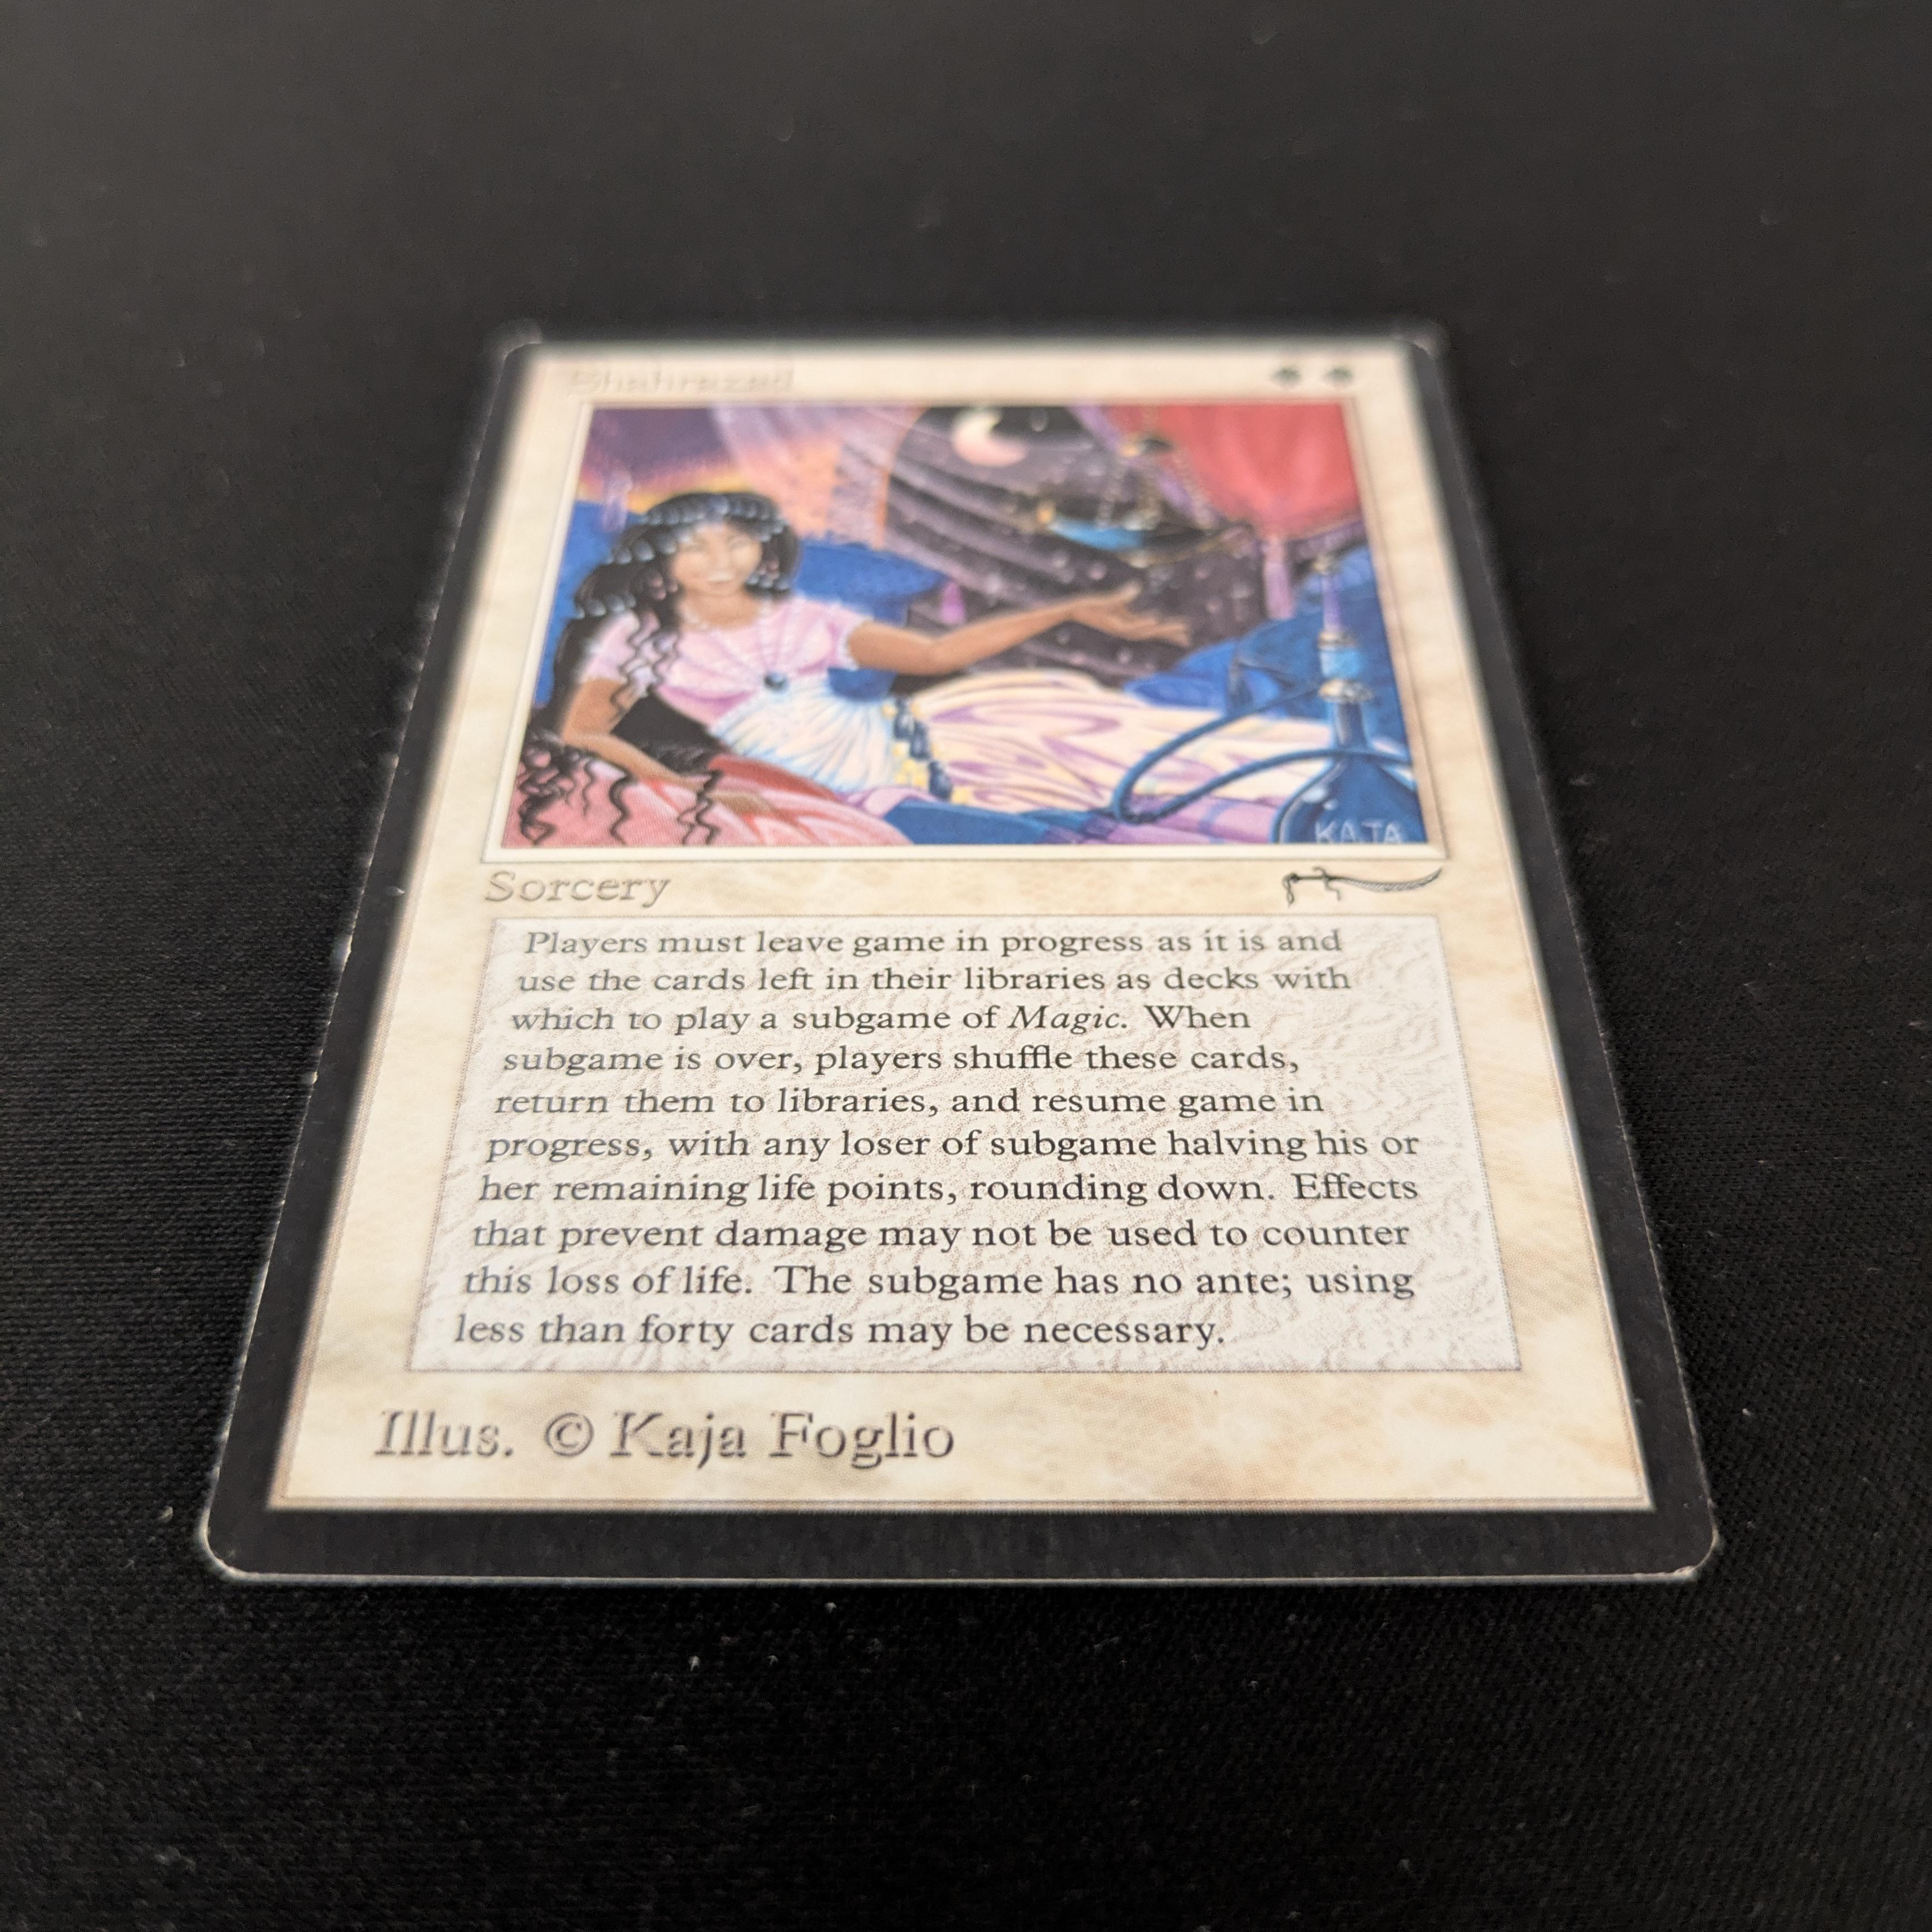 Shahrazad
KAJA
Sorcery
Players must leave game in progress as it is and
use the cards left in their libraries as decks with
which to play a subgame of Magic. When
subgame is over, players shuffle these cards,
return them to libraries, and resume game in
progress, with any loser of subgame halving his or
her remaining life points, rounding down. Effects
that prevent damage may not be used to counter
this loss of life. The subgame has no ante; using
less than forty cards may be necessary.
Illus. © Kaja Foglio